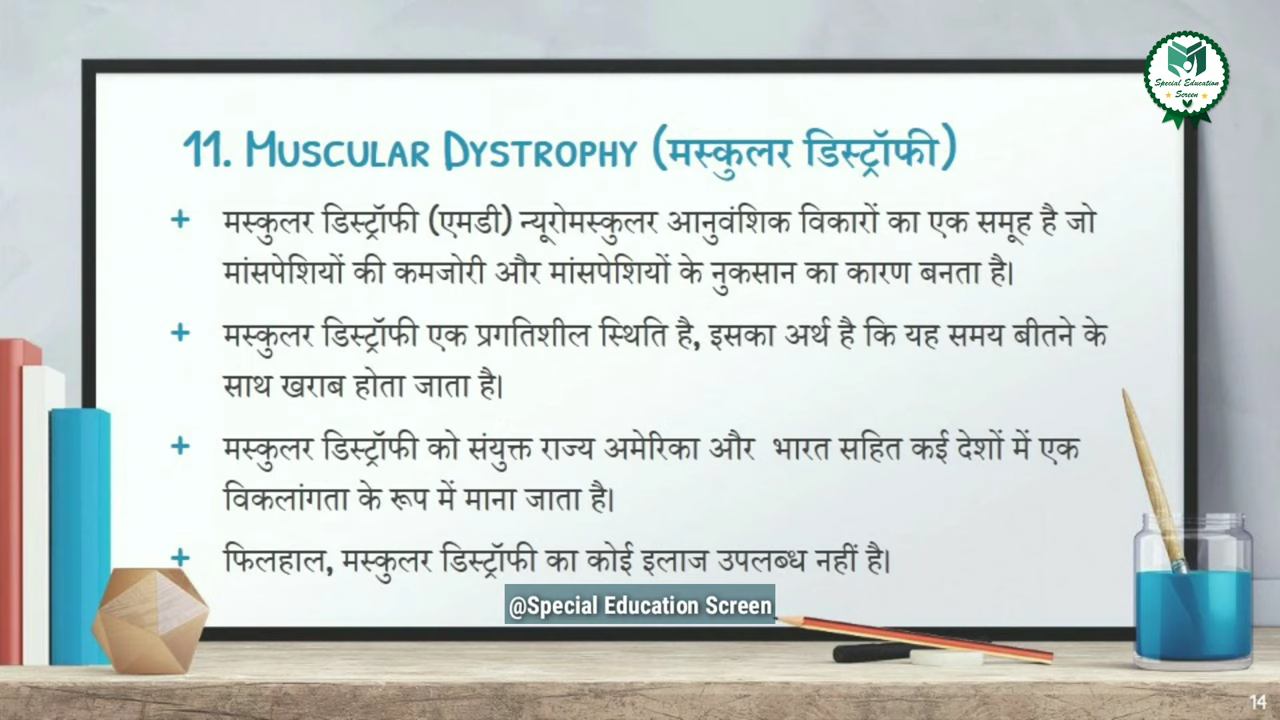 Special Education
Screen
11. MUSCULAR DYSTROPHY (मस्कुलर डिस्ट्रॉफी)
+ मस्कुलर डिस्ट्रॉफी (एमडी) न्यूरोमस्कुलर आनुवंशिक विकारों का एक समूह है जो
मांसपेशियों की कमजोरी और मांसपेशियों के नुकसान का कारण बनता है।
+ मस्कुलर डिस्ट्रॉफी एक प्रगतिशील स्थिति है, इसका अर्थ है कि यह समय बीतने के
साथ खराब होता जाता है।
+ मस्कुलर डिस्ट्रॉफी को संयुक्त राज्य अमेरिका और भारत सहित कई देशों में एक
विकलांगता के रूप में माना जाता है।
+ फिलहाल, मस्कुलर डिस्ट्रॉफी का कोई इलाज उपलब्ध नहीं है।
@Special Education Screen
14